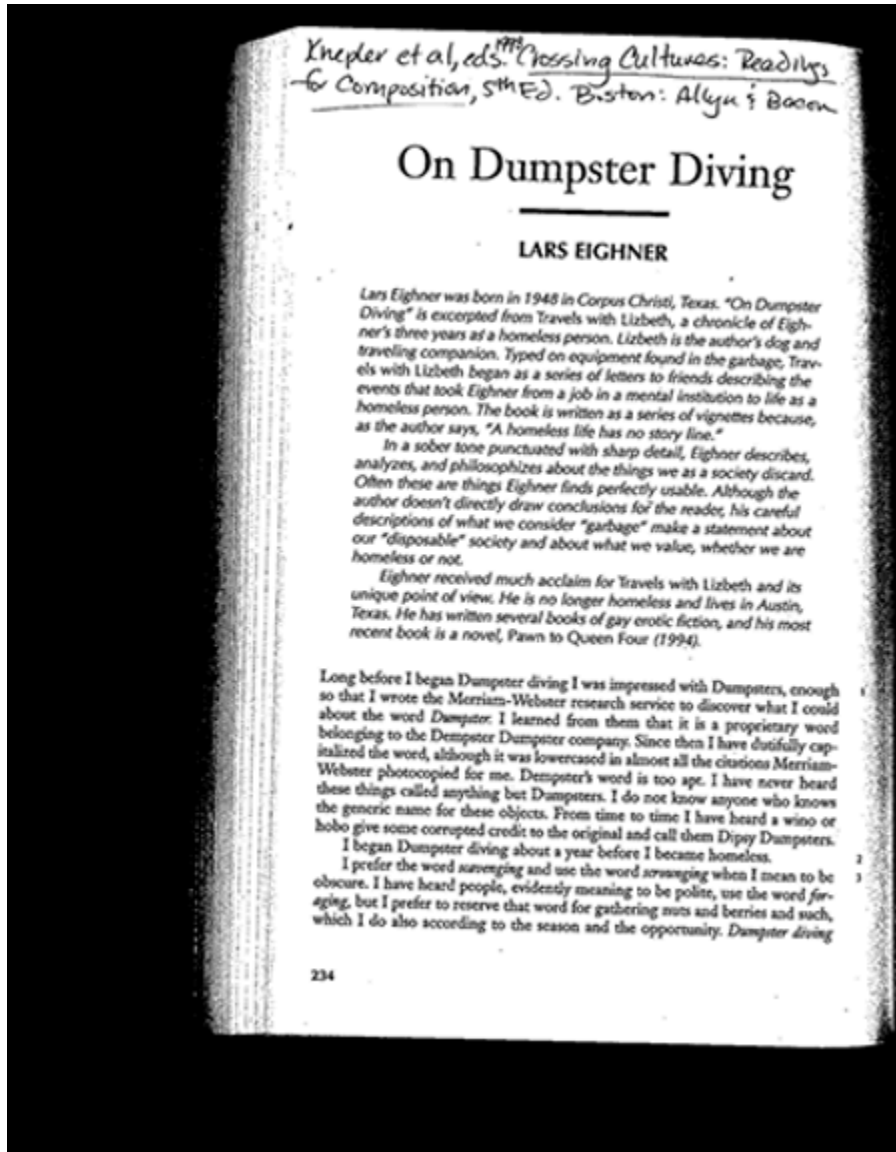 Knepler et al, eds. 1998 Crossing Cultures: Readings
for Composition, 5th Ed. Boston: Allyn & Bacon
On Dumpster Diving
LARS EIGHNER
Lars Eighner was born in 1948 in Corpus Christi, Texas. "On Dumpster
Diving" is excerpted from Travels with Lizbeth, a chronicle of Eigh-
ner's three years as a homeless person. Lizbeth is the author's dog and
traveling companion. Typed on equipment found in the garbage, Trav-
els with Lizbeth began as a series of letters to friends describing the
events that took Eighner from a job in a mental institution to life as a
homeless person. The book is written as a series of vignettes because,
as the author says, "A homeless life has no story line."
In a sober tone punctuated with sharp detail, Eighner describes,
analyzes, and philosophizes about the things we as a society discard.
Often these are things Eighner finds perfectly usable. Although the
author doesn't directly draw conclusions for the reader, his careful
descriptions of what we consider "garbage" make a statement about
our "disposable" society and about what we value, whether we are
homeless or not.
Eighner received much acclaim for Travels with Lizbeth and its
unique point of view. He is no longer homeless and lives in Austin,
Texas. He has written several books of gay erotic fiction, and his most
recent book is a novel, Pawn to Queen Four (1994).
Long before I began Dumpster diving I was impressed with Dumpsters, enough 1
so that I wrote the Merriam-Webster research service to discover what I could
about the word Dumpster. I learned from them that it is a proprietary word
belonging to the Dempster Dumpster company. Since then I have dutifully cap-
italized the word, although it was lowercased in almost all the citations Merriam-
Webster photocopied for me. Dempster's word is too apt. I have never heard
these things called anything but Dumpsters. I do not know anyone who knows
the generic name for these objects. From time to time I have heard a wino or
hobo give some corrupted credit to the original and call them Dipsy Dumpsters.
I began Dumpster diving about a year before I became homeless. 2
I prefer the word scavenging and use the word scrounging when I mean to be 3
obscure. I have heard people, evidently meaning to be polite, use the word for-
aging, but I prefer to reserve that word for gathering nuts and berries and such,
which I do also according to the season and the opportunity. Dumpster diving
234